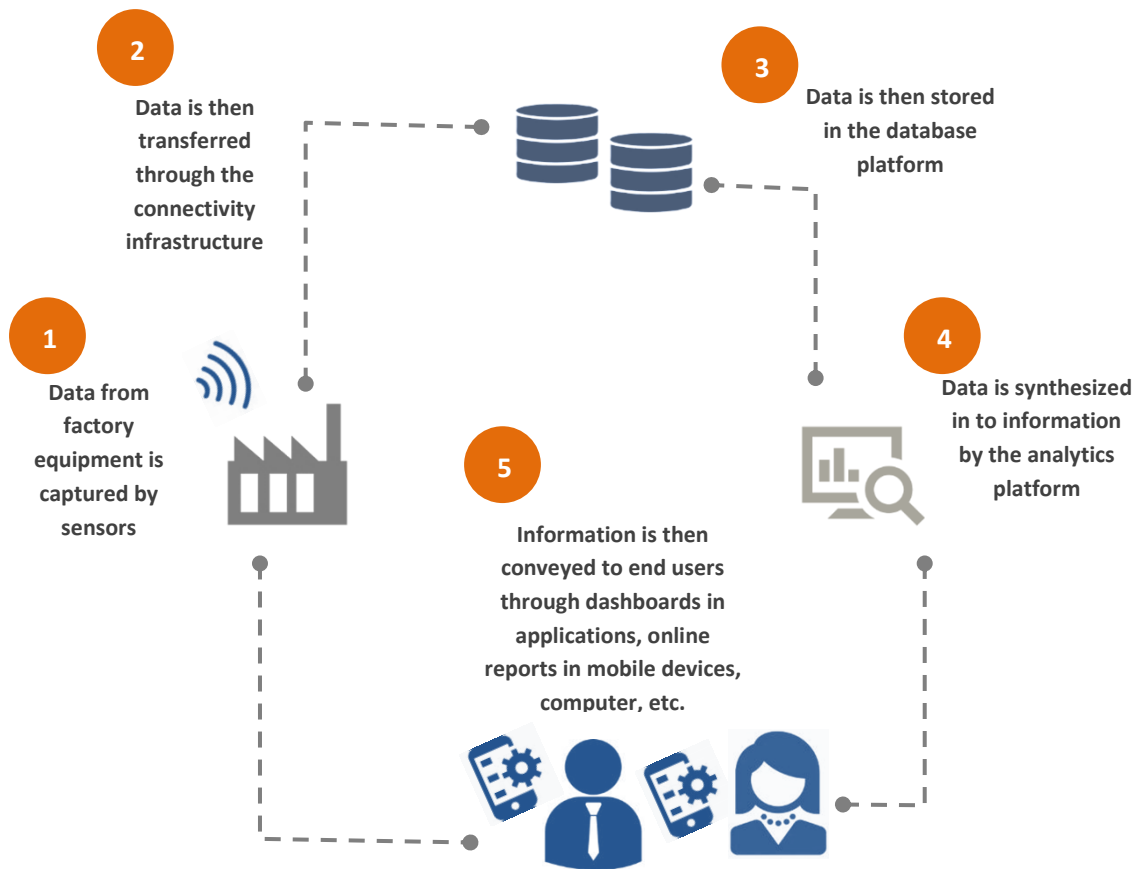 1
Data from
factory
equipment is
captured by
sensors
2
Data is then
transferred
through the
connectivity
infrastructure
3
Data is then stored
in the database
platform
4
Data is synthesized
in to information
by the analytics
platform
5
Information is then
conveyed to end users
through dashboards in
applications, online
reports in mobile devices,
computer, etc.